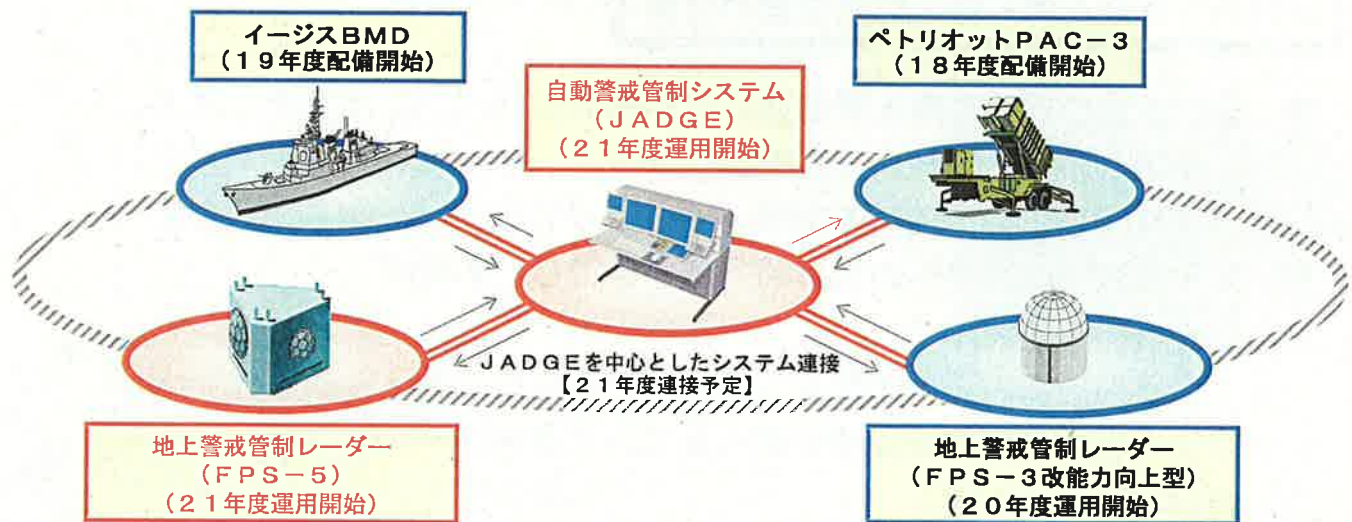 イージスBMD
(19年度配備開始)
ペトリオットPAC-3
(18年度配備開始)
自動警戒管制システム
(JADGE)
(21年度運用開始)
JADGEを中心としたシステム連接
【21年度連接予定】
地上警戒管制レーダー
(FPS-5)
(21年度運用開始)
地上警戒管制レーダー
(FPS-3改能力向上型)
(20年度運用開始)